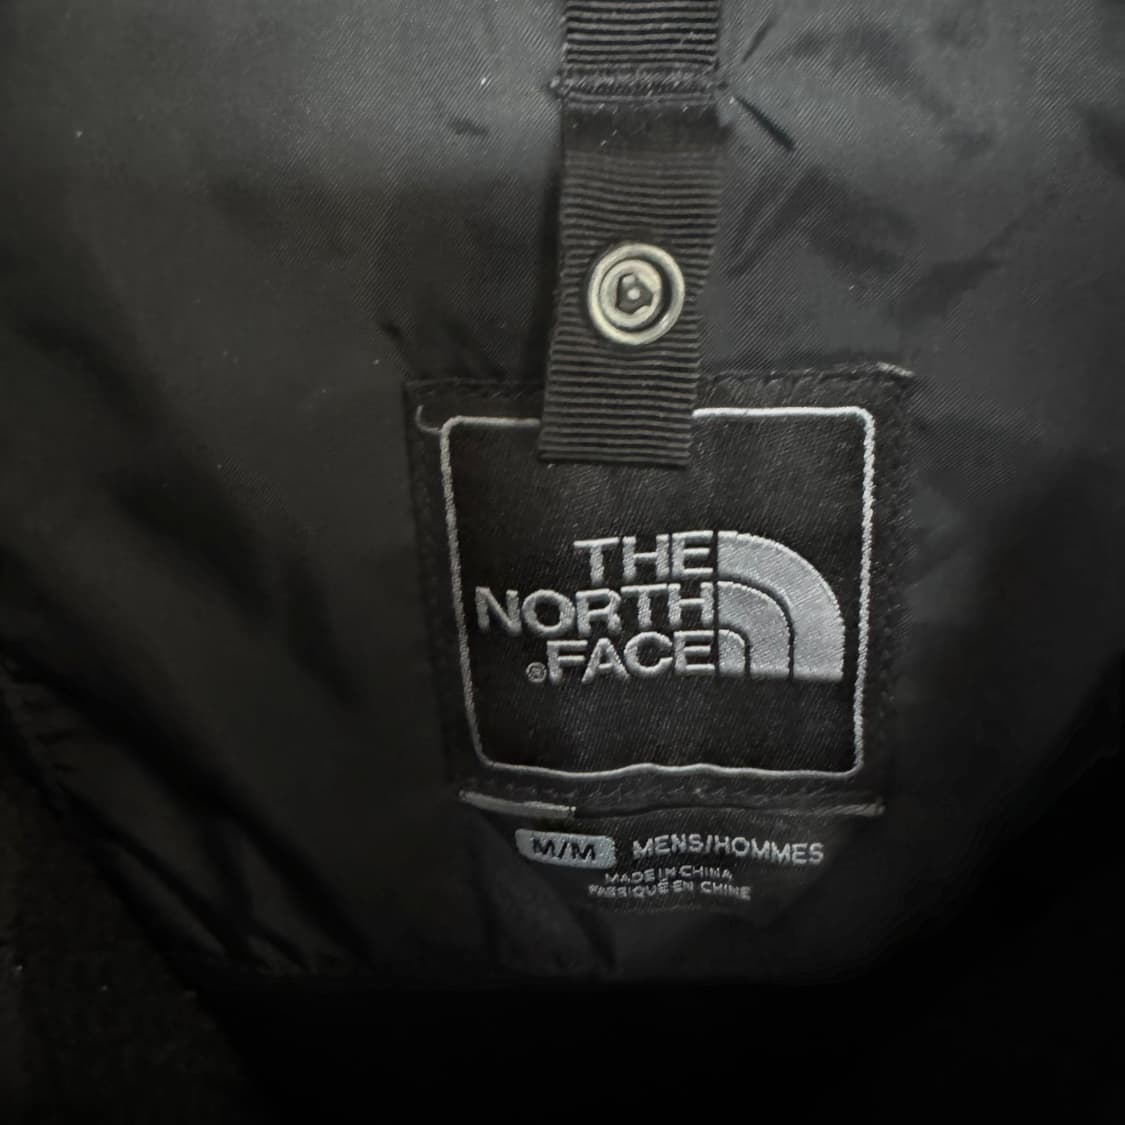 THE
NORTH
®FACE
M/M MENS/HOMMES
MADE IN CHINA
FABRIQUÉ EN CHINE